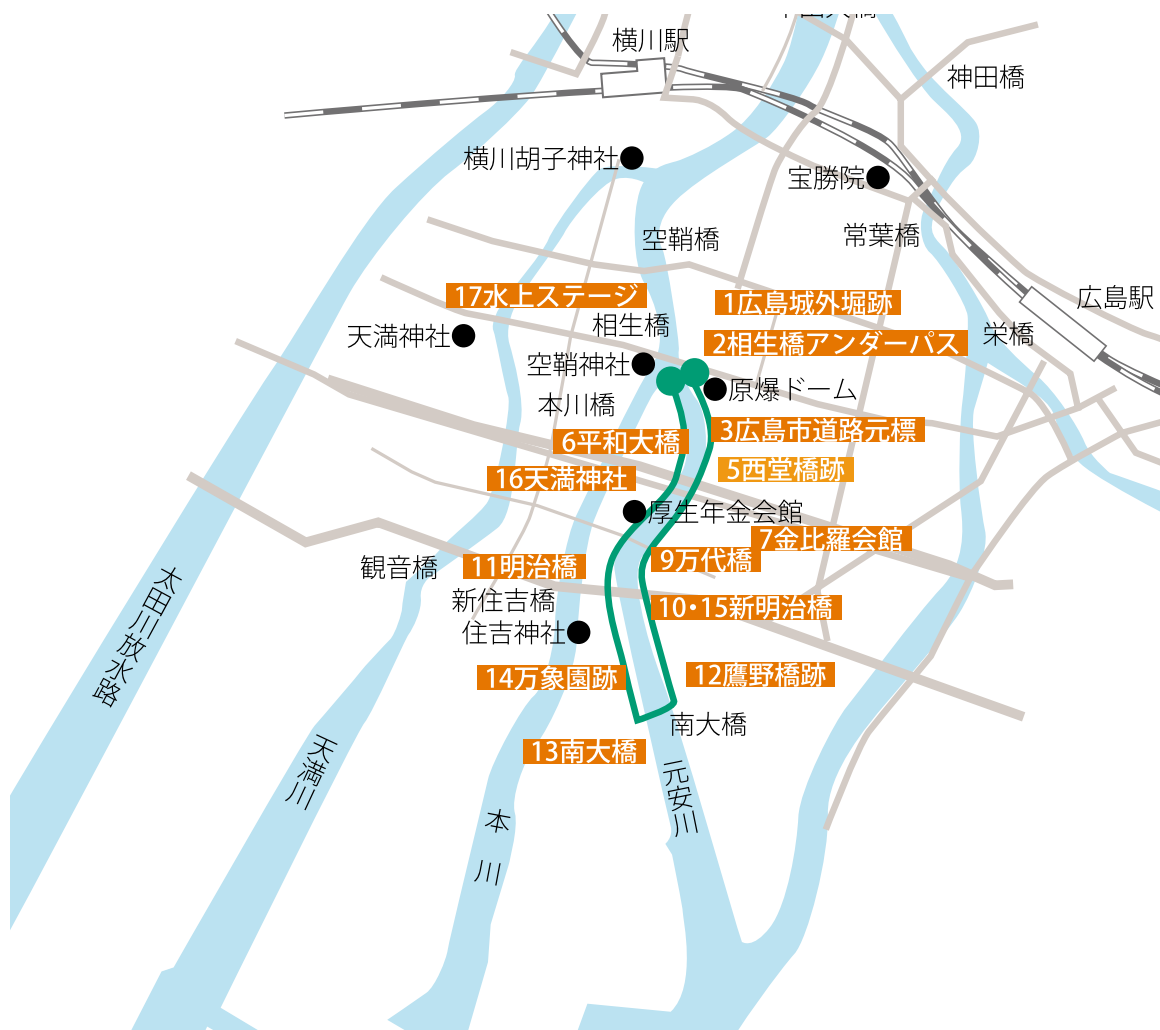 横川駅
神田橋
横川胡子神社
宝勝院
空鞘橋
常葉橋
17水上ステージ
1広島城外堀跡
広島駅
相生橋
天満神社
2相生橋アンダーパス
栄橋
空鞘神社
原爆ドーム
本川橋
3広島市道路元標
6平和大橋
5西堂橋跡
16天満神社
厚生年金会館
7金比羅会館
9万代橋
観音橋
11明治橋
新住吉橋
10・15新明治橋
住吉神社
太田川放水路
14万象園跡
12鷹野橋跡
南大橋
13南大橋
天満川
元安川
本川